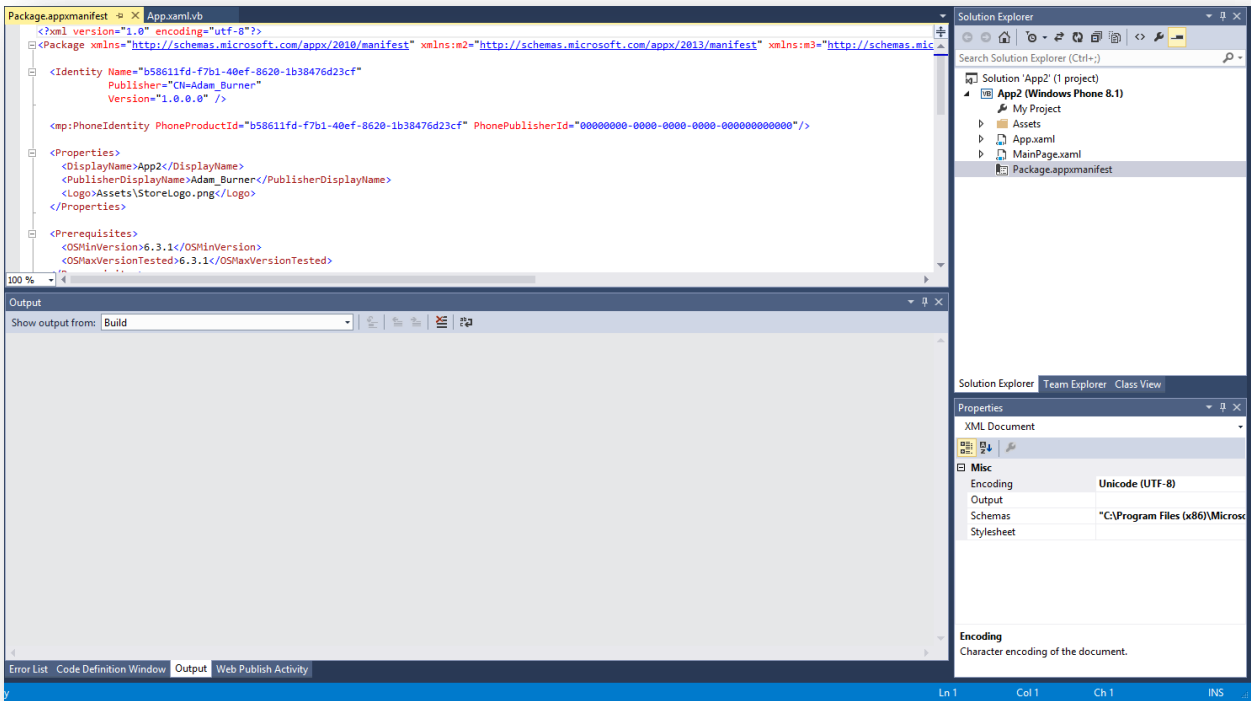 Package.appxmanifest App.xaml.vb
<?xml version="1.0" encoding="utf-8"?>
<Package xmlns="http://schemas.microsoft.com/appx/2010/manifest" xmlns:m2="http://schemas.microsoft.com/appx/2013/manifest" xmlns:m3="http://schemas.mic
<Identity Name="b58611fd-f7b1-40ef-8620-1b38476d23cf"
Publisher="CN=Adam_Burner"
Version="1.0.0.0" />
<mp:PhoneIdentity PhoneProductId="b58611fd-f7b1-40ef-8620-1b38476d23cf" PhonePublisherId="00000000-0000-0000-0000-000000000000"/>
<Properties>
<DisplayName>App2</DisplayName>
<PublisherDisplayName>Adam_Burner</PublisherDisplayName>
<Logo>Assets\StoreLogo.png</Logo>
</Properties>
<Prerequisites>
<OSMinVersion>6.3.1</OSMinVersion>
<OSMaxVersionTested>6.3.1</OSMaxVersionTested>
100 %
Output
Show output from: Build
Error List Code Definition Window Output Web Publish Activity
Solution Explorer
Search Solution Explorer (Ctrl+;)
Solution 'App2' (1 project)
VB App2 (Windows Phone 8.1)
My Project
Assets
App.xaml
MainPage.xaml
Package.appxmanifest
Solution Explorer Team Explorer Class View
Properties
XML Document
Misc
Encoding Unicode (UTF-8)
Output
Schemas "C:\Program Files (x86)\Microso
Stylesheet
Encoding
Character encoding of the document.
y Ln 1 Col 1 Ch 1 INS